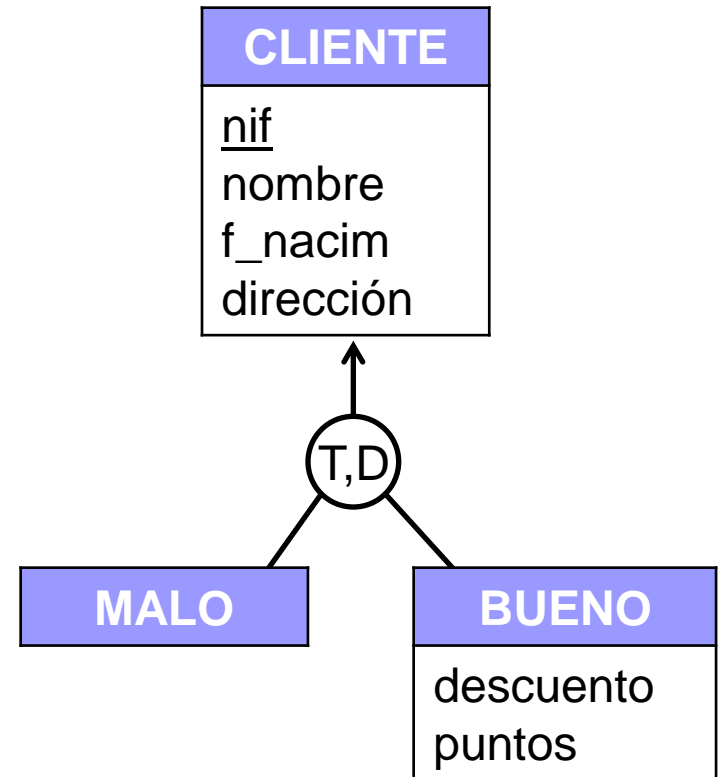 CLIENTE
nif
nombre
f_nacim
dirección
T,D
MALO
BUENO
descuento
puntos